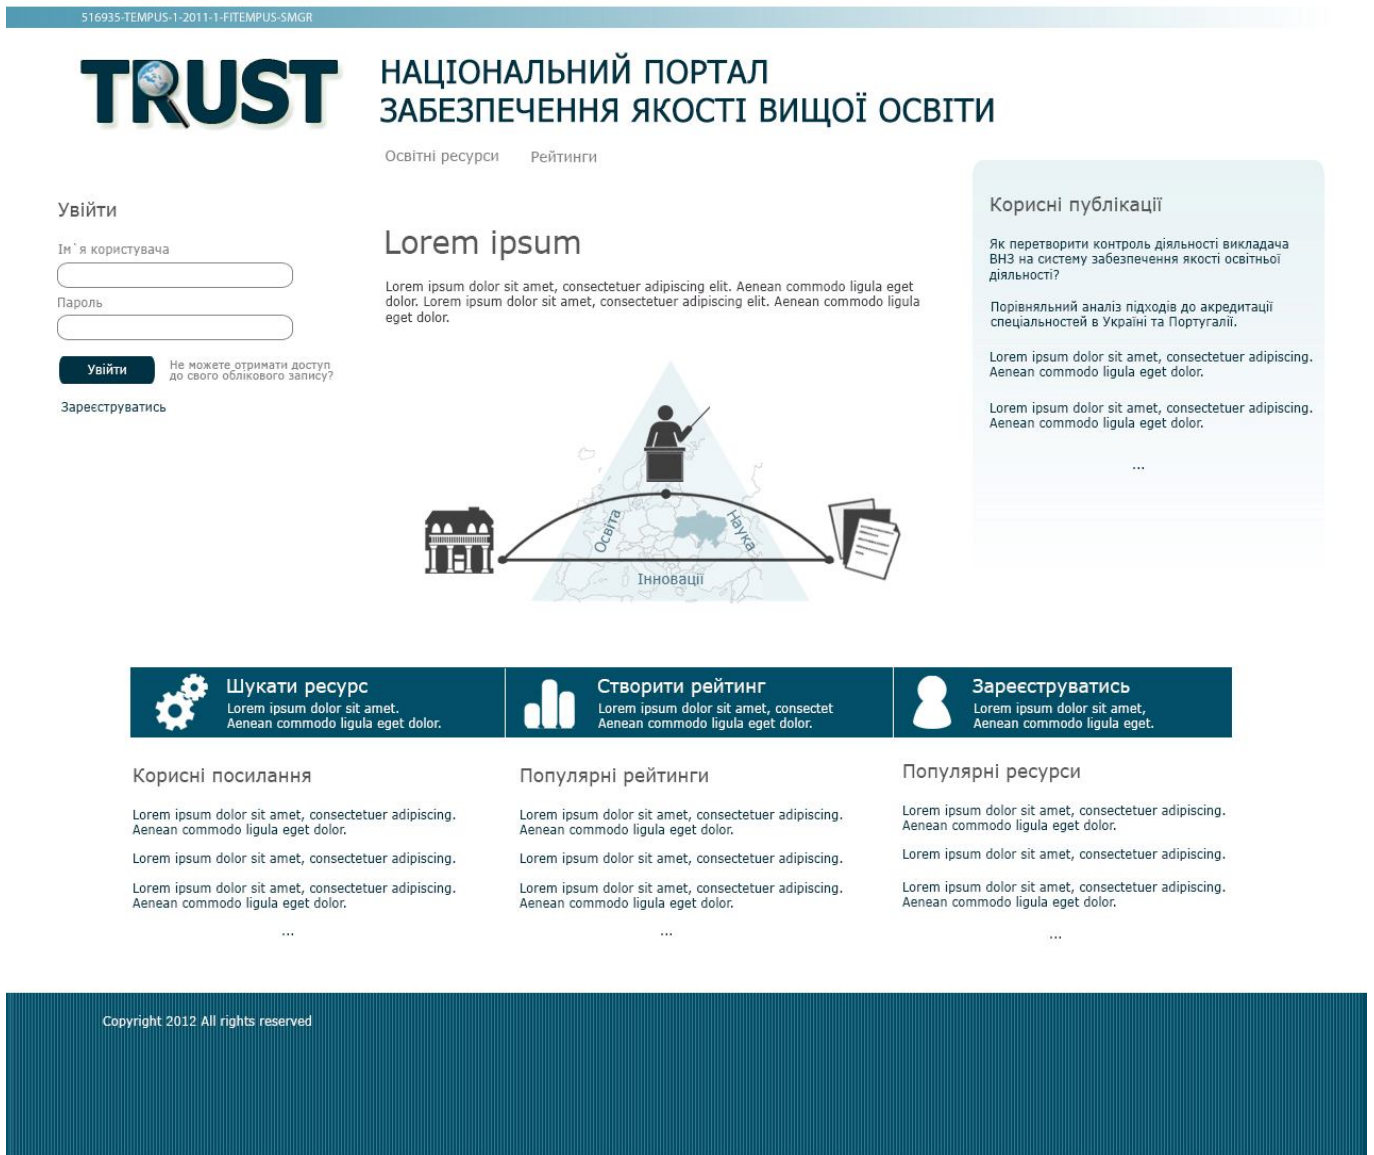 516935-TEMPUS-1-2011-1-FITEMPUS-SMGR
TRUST
НАЦІОНАЛЬНИЙ ПОРТАЛ
ЗАБЕЗПЕЧЕННЯ ЯКОСТІ ВИЩОЇ ОСВІТИ
Освітні ресурси
Рейтинги
Увійти
Ім`я користувача
Пароль
Увійти
Не можете отримати доступ
до свого облікового запису?
Зареєструватись
Lorem ipsum
Lorem ipsum dolor sit amet, consectetuer adipiscing elit. Aenean commodo ligula eget
dolor. Lorem ipsum dolor sit amet, consectetuer adipiscing elit. Aenean commodo ligula
eget dolor.
Освіта
Наука
Інновації
Корисні публікації
Як перетворити контроль діяльності викладача
ВНЗ на систему забезпечення якості освітньої
діяльності?
Порівняльний аналіз підходів до акредитації
спеціальностей в Україні та Португалії.
Lorem ipsum dolor sit amet, consectetuer adipiscing.
Aenean commodo ligula eget dolor.
Lorem ipsum dolor sit amet, consectetuer adipiscing.
Aenean commodo ligula eget dolor.
...
Шукати ресурс
Lorem ipsum dolor sit amet.
Aenean commodo ligula eget dolor.
Створити рейтинг
Lorem ipsum dolor sit amet, consectet
Aenean commodo ligula eget dolor.
Зареєструватись
Lorem ipsum dolor sit amet,
Aenean commodo ligula eget.
Корисні посилання
Lorem ipsum dolor sit amet, consectetuer adipiscing.
Aenean commodo ligula eget dolor.
Lorem ipsum dolor sit amet, consectetuer adipiscing.
Lorem ipsum dolor sit amet, consectetuer adipiscing.
Aenean commodo ligula eget dolor.
...
Популярні рейтинги
Lorem ipsum dolor sit amet, consectetuer adipiscing.
Aenean commodo ligula eget dolor.
Lorem ipsum dolor sit amet, consectetuer adipiscing.
Lorem ipsum dolor sit amet, consectetuer adipiscing.
Aenean commodo ligula eget dolor.
...
Популярні ресурси
Lorem ipsum dolor sit amet, consectetuer adipiscing.
Aenean commodo ligula eget dolor.
Lorem ipsum dolor sit amet, consectetuer adipiscing.
Lorem ipsum dolor sit amet, consectetuer adipiscing.
Aenean commodo ligula eget dolor.
...
Copyright 2012 All rights reserved